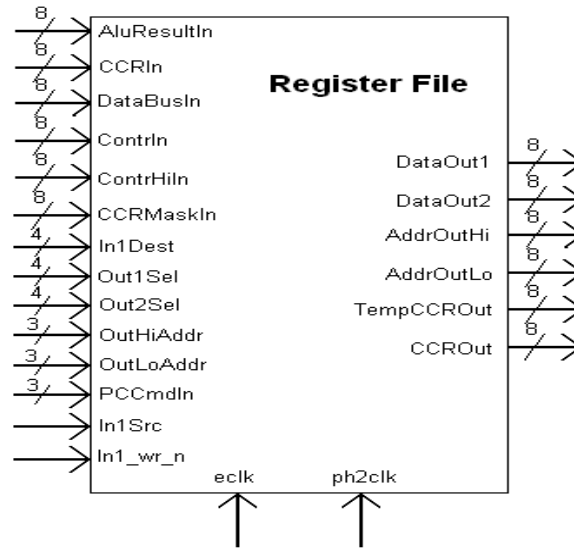 Register File
8 AluResultIn
8 CCRIn
8 DataBusIn
8 ContrIn
8 ContrHiIn
8 CCRMaskIn
4 In1Dest
4 Out1Sel
4 Out2Sel
3 OutHiAddr
3 OutLoAddr
3 PCCmdIn
In1Src
In1_wr_n
DataOut1 8
DataOut2 8
AddrOutHi 8
AddrOutLo 8
TempCCROut 8
CCROut 8
eclk ph2clk